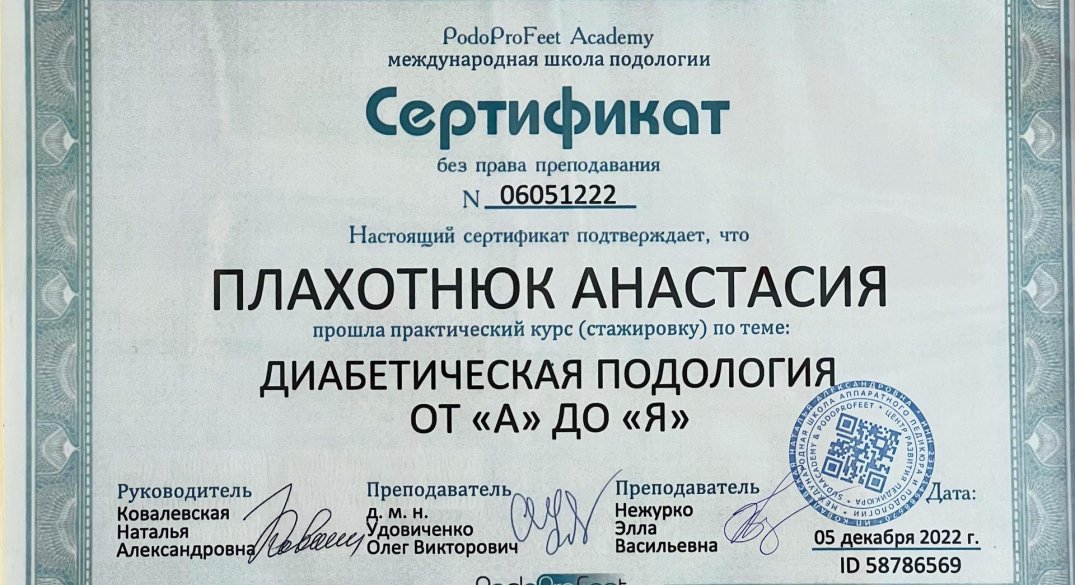 PodoProFeet Academy
международная школа подологии
Сертификат
без права преподавания
N 06051222
Настоящий сертификат подтверждает, что
ПЛАХОТНЮК АНАСТАСИЯ
прошла практический курс (стажировку) по теме:
ДИАБЕТИЧЕСКАЯ ПОДОЛОГИЯ
ОТ «А» ДО «Я»
Руководитель
Ковалевская
Наталья
Александровна
Преподаватель
д. м. н.
Удовиченко
Олег Викторович
Преподаватель
Нежурко
Элла
Васильевна
Дата:
05 декабря 2022 г.
ID 58786569
PodoProFeet